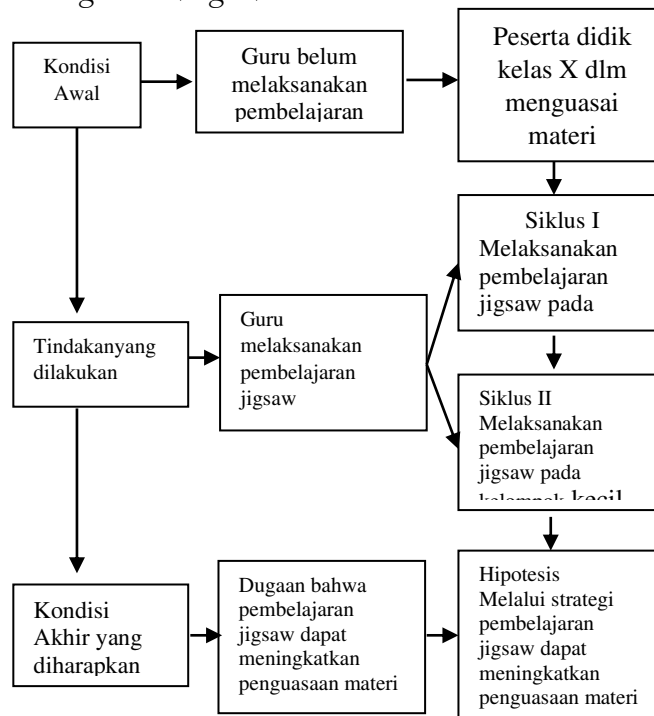 Kondisi
Awal
Guru belum
melaksanakan
pembelajaran
Peserta didik
kelas X dlm
menguasai
materi
Siklus I
Melaksanakan
pembelajaran
jigsaw pada
Tindakanyang
dilakukan
Guru
melaksanakan
pembelajaran
jigsaw
Siklus II
Melaksanakan
pembelajaran
jigsaw pada
kelompok kecil
Kondisi
Akhir yang
diharapkan
Dugaan bahwa
pembelajaran
jigsaw dapat
meningkatkan
penguasaan materi
Hipotesis
Melalui strategi
pembelajaran
jigsaw dapat
meningkatkan
penguasaan materi